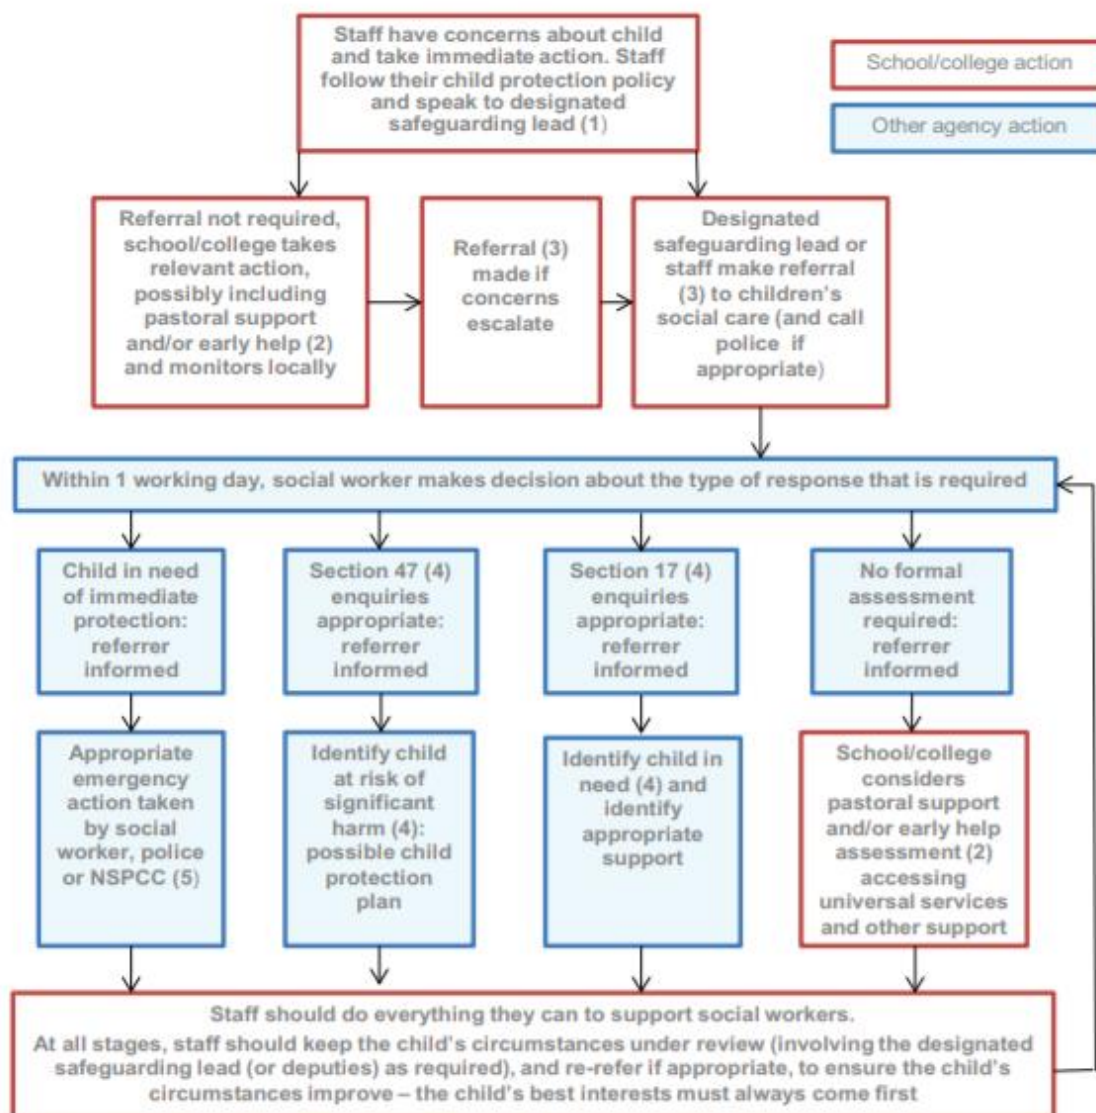 Staff have concerns about child
and take immediate action. Staff
follow their child protection policy
and speak to designated
safeguarding lead (1)
School/college action
Other agency action
Referral not required,
school/college takes
relevant action,
possibly including
pastoral support
and/or early help (2)
and monitors locally
Referral (3)
made if
concerns
escalate
Designated
safeguarding lead or
staff make referral
(3) to children's
social care (and call
police if
appropriate)
Within 1 working day, social worker makes decision about the type of response that is required
Child in need
of immediate
protection:
referrer
informed
Section 47 (4)
enquiries
appropriate:
referrer
informed
Section 17 (4)
enquiries
appropriate:
referrer
informed
No formal
assessment
required:
referrer
informed
Appropriate
emergency
action taken
by social
worker, police
or NSPCC (5)
Identify child
at risk of
significant
harm (4):
possible child
protection
plan
Identify child in
need (4) and
identify
appropriate
support
School/college
considers
pastoral support
and/or early help
assessment (2)
accessing
universal services
and other support
Staff should do everything they can to support social workers.
At all stages, staff should keep the child's circumstances under review (involving the designated
safeguarding lead (or deputies) as required), and re-refer if appropriate, to ensure the child's
circumstances improve – the child's best interests must always come first